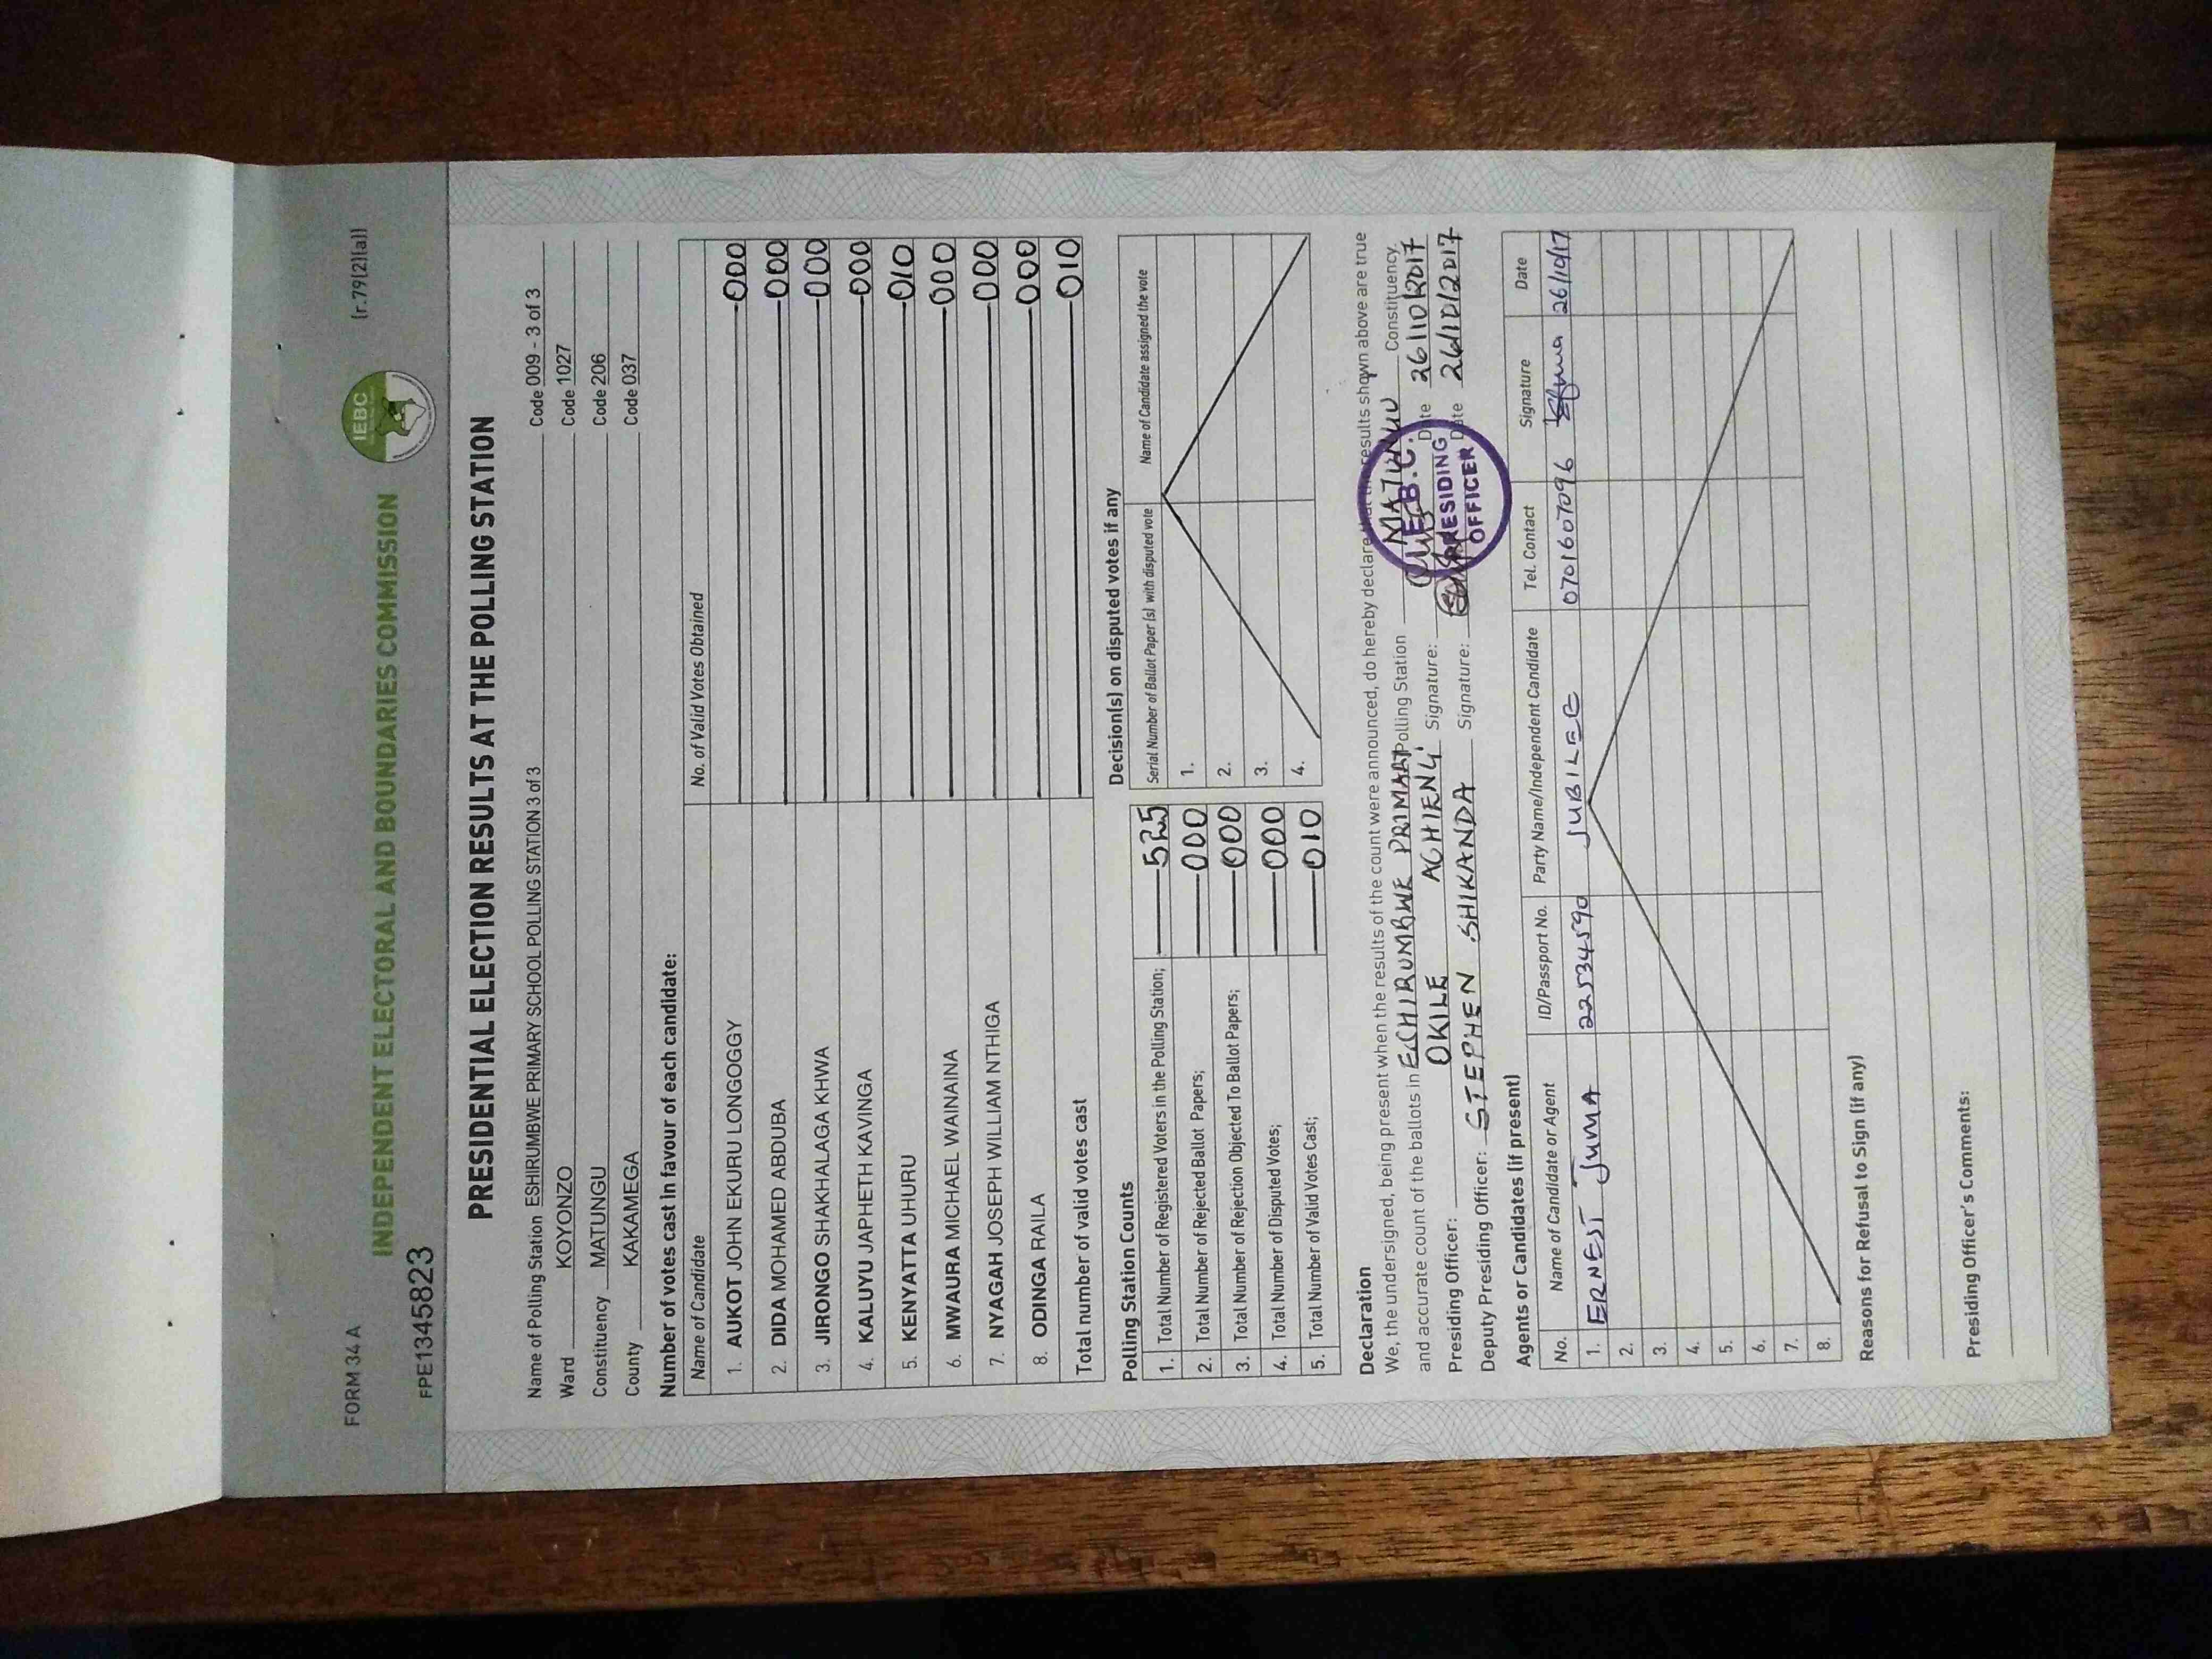 FORM 34 A
(r.79(2)(a))
INDEPENDENT ELECTORAL AND BOUNDARIES COMMISSION
IEBC
FPE1345823
PRESIDENTIAL ELECTION RESULTS AT THE POLLING STATION
Name of Polling Station ESHIRUMBWE PRIMARY SCHOOL POLLING STATION 3 of 3 Code 009 - 3 of 3
Ward KOYONZO Code 1027
Constituency MATUNGU Code 206
County KAKAMEGA Code 037
Number of votes cast in favour of each candidate:
Name of Candidate No. of Valid Votes Obtained
1. AUKOT JOHN EKURU LONGOGGY 000
2. DIDA MOHAMED ABDUBA 000
3. JIRONGO SHAKHALAGA KHWA 000
4. KALUYU JAPHETH KAVINGA 000
5. KENYATTA UHURU 010
6. MWAURA MICHAEL WAINAINA 000
7. NYAGAH JOSEPH WILLIAM NTHIGA 000
8. ODINGA RAILA 000
Total number of valid votes cast 010
Polling Station Counts
1. Total Number of Registered Voters in the Polling Station; 525
2. Total Number of Rejected Ballot Papers; 000
3. Total Number of Rejection Objected To Ballot Papers; 000
4. Total Number of Disputed Votes; 000
5. Total Number of Valid Votes Cast; 010
Decision(s) on disputed votes if any
Serial Number of Ballot Paper (s) with disputed vote Name of Candidate assigned the vote
1.
2.
3.
4.
Declaration
We, the undersigned, being present when the results of the count were announced, do hereby declare that the results shown above are true
and accurate count of the ballots in ECHIRUMBWE PRIMARY Polling Station MATUNGU Constituency
Presiding Officer: OKILE ACHIENG' Signature: Date 26/10/2017
Deputy Presiding Officer: STEPHEN SHIKANDA Signature: Date 26/10/2017
I.E.B.C.
PRESIDING
OFFICER
Agents or Candidates (if present)
No. Name of Candidate or Agent ID/Passport No. Party Name/Independent Candidate Tel. Contact Signature Date
1. ERNEST JUMA 22534590 JUBILEE 0701607096 26/10/17
2.
3.
4.
5.
6.
7.
8.
Reasons for Refusal to Sign (if any)
Presiding Officer's Comments: